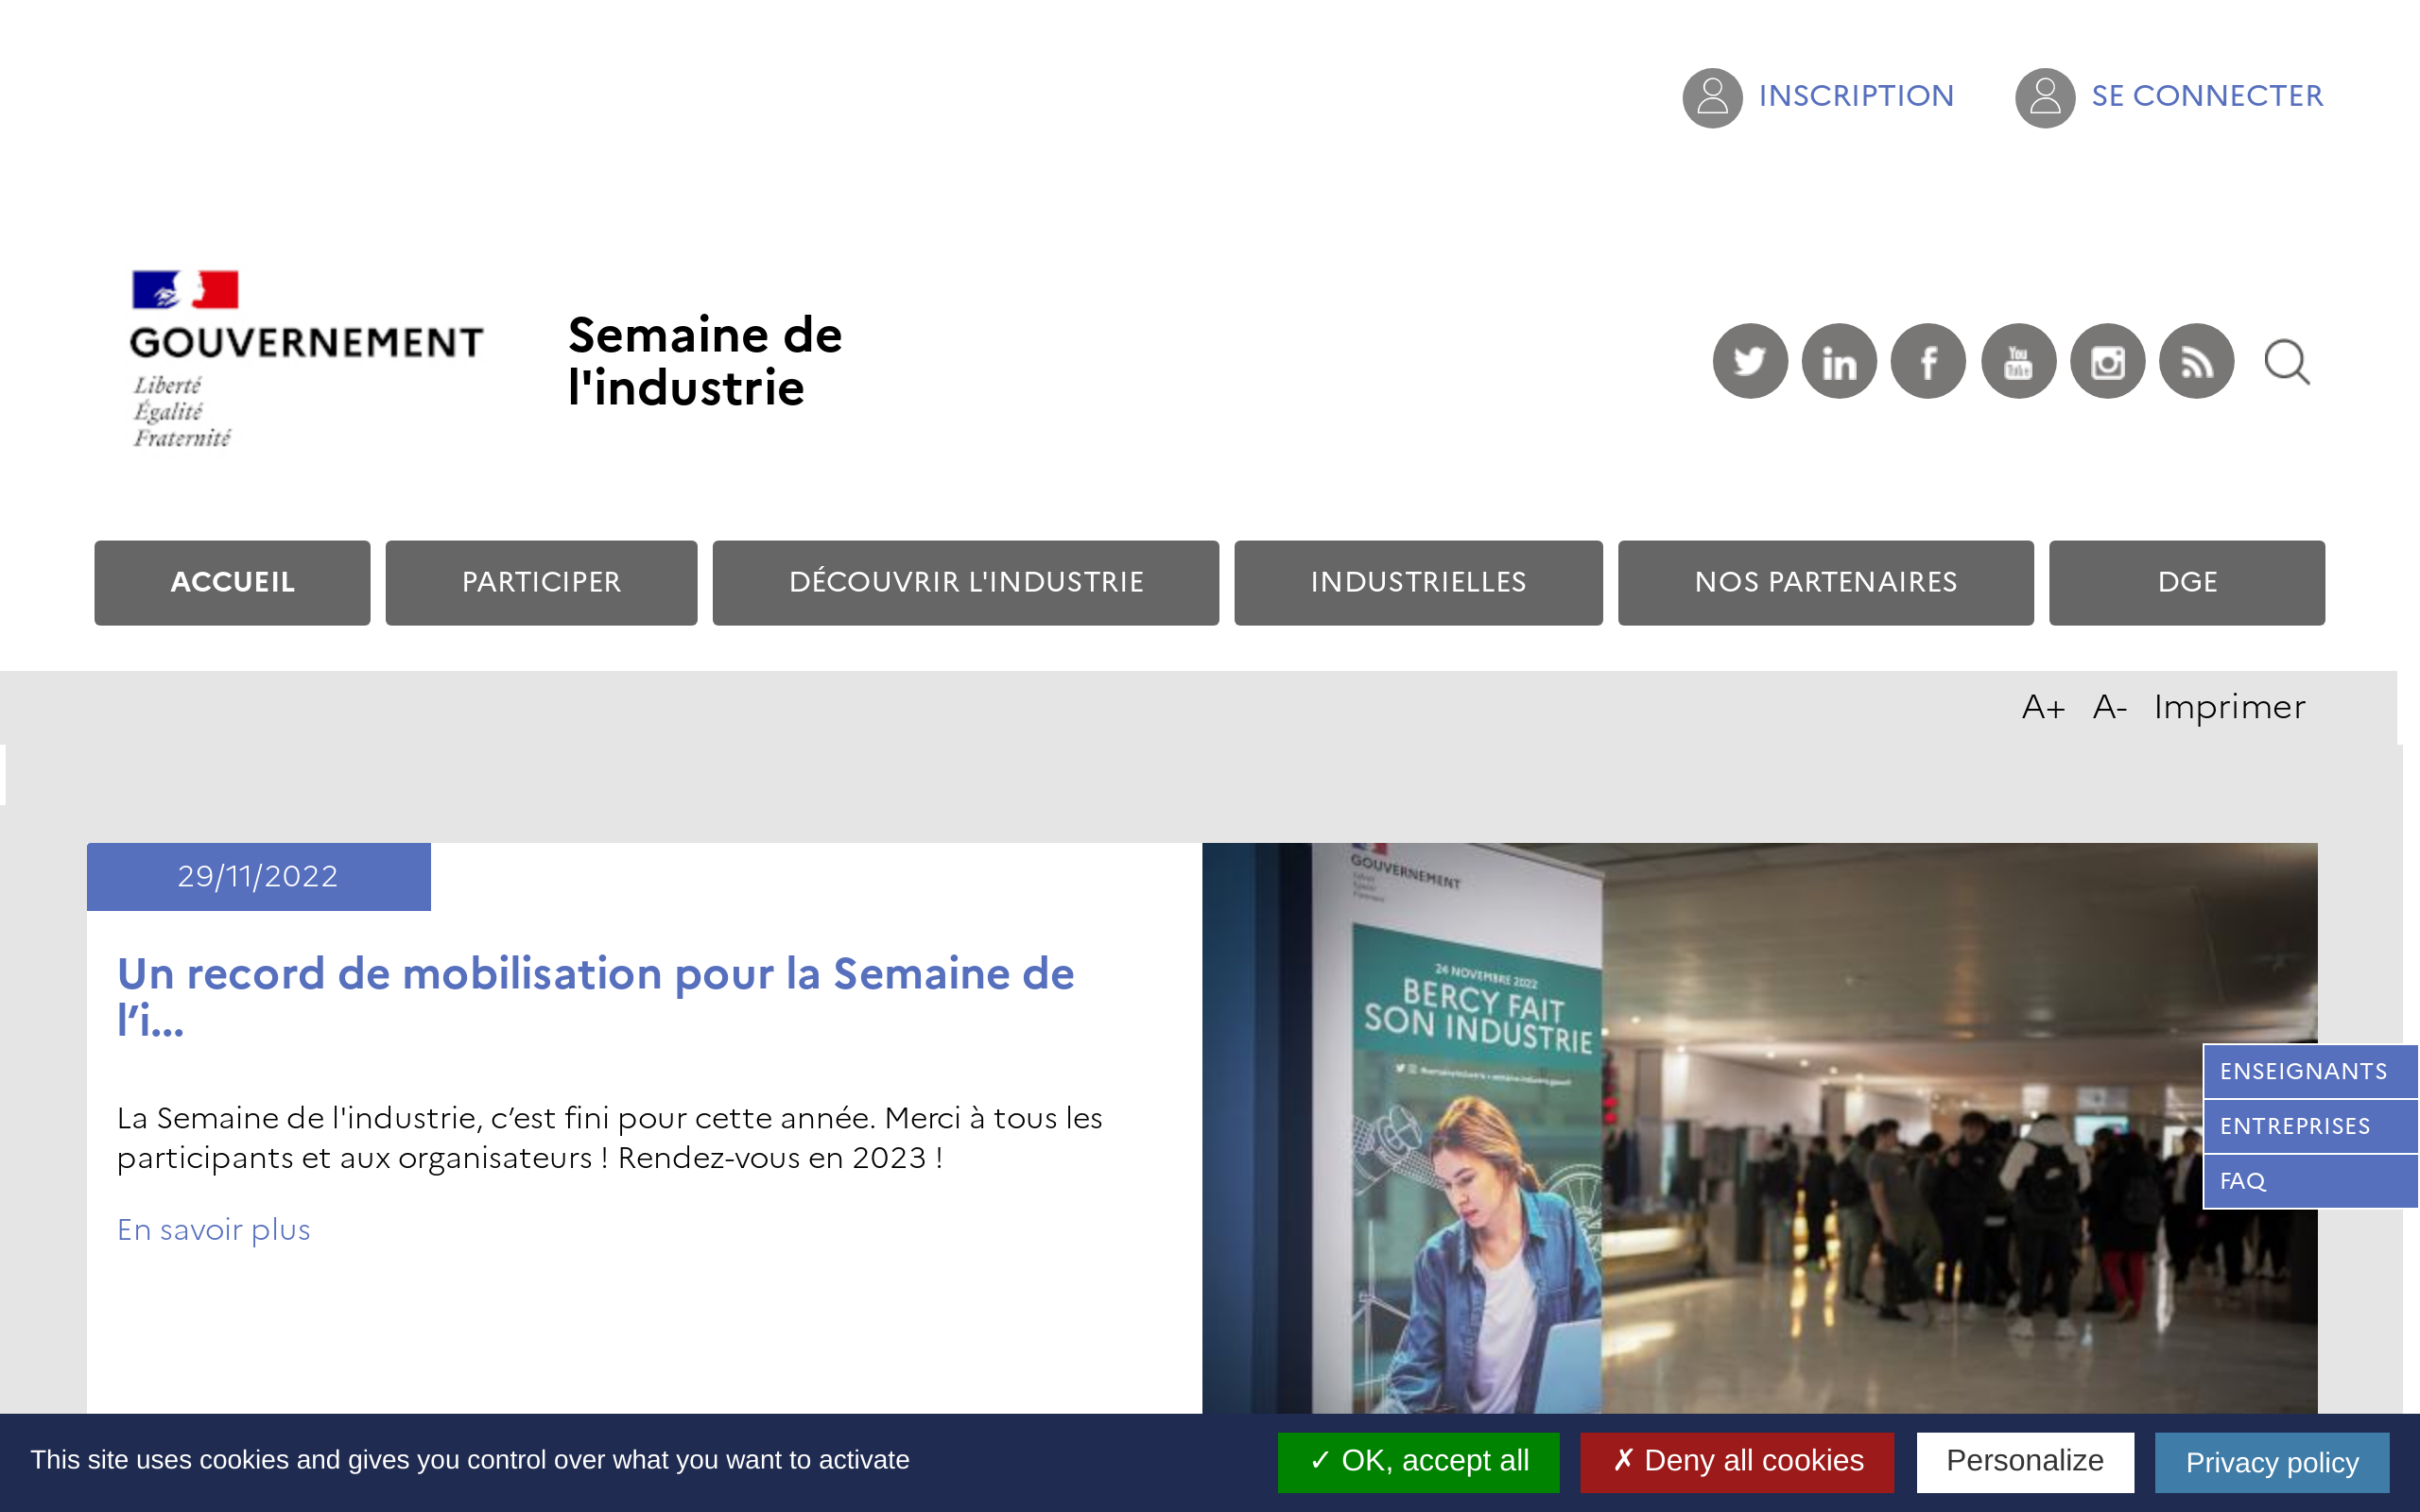 INSCRIPTION
SE CONNECTER
GOUVERNEMENT
Liberté
Égalité
Fraternité
Semaine de
l'industrie
You
Tube
ACCUEIL
PARTICIPER
DÉCOUVRIR L'INDUSTRIE
INDUSTRIELLES
NOS PARTENAIRES
DGE
A+ A- Imprimer
29/11/2022
Un record de mobilisation pour la Semaine de
l’i...
La Semaine de l'industrie, c’est fini pour cette année. Merci à tous les
participants et aux organisateurs ! Rendez-vous en 2023 !
En savoir plus
GOUVERNEMENT
24 NOVEMBRE 2022
BERCY FAIT
SON INDUSTRIE
ENSEIGNANTS
ENTREPRISES
FAQ
This site uses cookies and gives you control over what you want to activate
✓ OK, accept all
✗ Deny all cookies
Personalize
Privacy policy